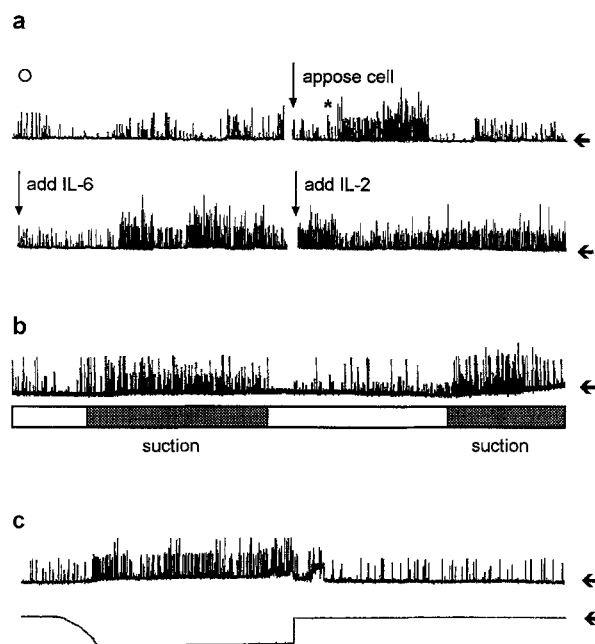 a
appose cell
*
add IL-6
add IL-2
b
suction
suction
c